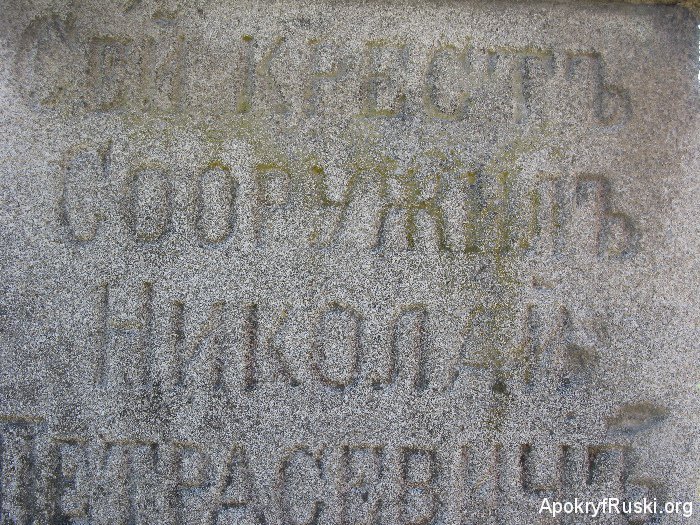 Сей Крестъ
Сооружилъ
Николай
Петрасевичъ
ApokryfRuski.org